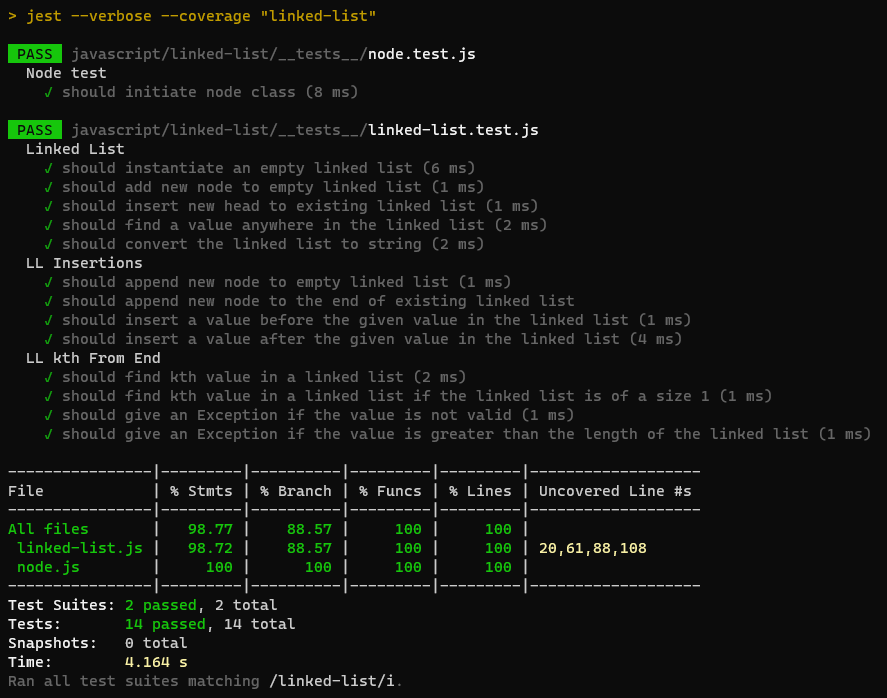 > jest --verbose --coverage "linked-list"
PASS javascript/linked-list/__tests__/node.test.js
Node test
√ should initiate node class (8 ms)
PASS javascript/linked-list/__tests__/linked-list.test.js
Linked List
√ should instantiate an empty linked list (6 ms)
√ should add new node to empty linked list (1 ms)
√ should insert new head to existing linked list (1 ms)
√ should find a value anywhere in the linked list (2 ms)
√ should convert the linked list to string (2 ms)
LL Insertions
√ should append new node to empty linked list (1 ms)
√ should append new node to the end of existing linked list
√ should insert a value before the given value in the linked list (1 ms)
√ should insert a value after the given value in the linked list (4 ms)
LL kth From End
√ should find kth value in a linked list (2 ms)
√ should find kth value in a linked list if the linked list is of a size 1 (1 ms)
√ should give an Exception if the value is not valid (1 ms)
√ should give an Exception if the value is greater than the length of the linked list (1 ms)
----------------|---------|----------|---------|---------|-------------------
File            | % Stmts | % Branch | % Funcs | % Lines | Uncovered Line #s
----------------|---------|----------|---------|---------|-------------------
All files       |   98.77 |    88.57 |     100 |     100 |
 linked-list.js |   98.72 |    88.57 |     100 |     100 | 20,61,88,108
 node.js        |     100 |      100 |     100 |     100 |
----------------|---------|----------|---------|---------|-------------------
Test Suites: 2 passed, 2 total
Tests:       14 passed, 14 total
Snapshots:   0 total
Time:        4.164 s
Ran all test suites matching /linked-list/i.